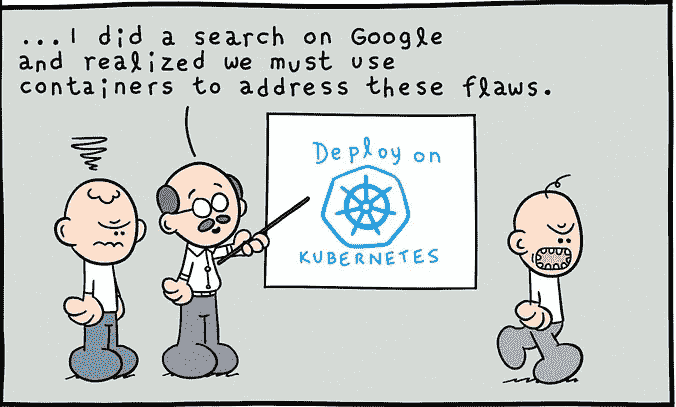 ...I did a search on Google
and realized we must use
containers to address these flaws.
Deploy on
KUBERNETES